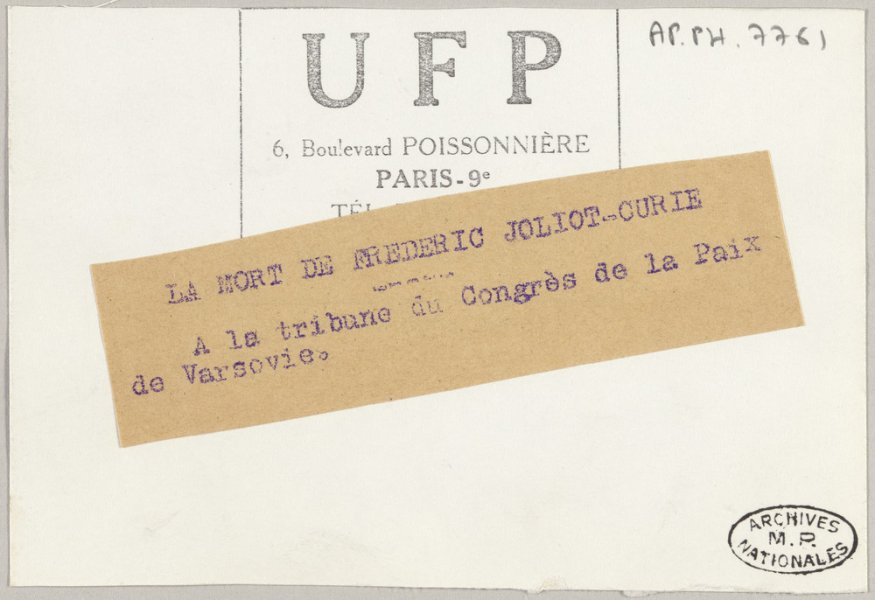 UFP
AP.PH.7761
6, Boulevard POISSONNIÈRE
PARIS-9e
TÉL
LA MORT DE FREDERIC JOLIOT-CURIE
A la tribune du Congrès de la Paix
de Varsovie.
ARCHIVES
M.P.
NATIONALES